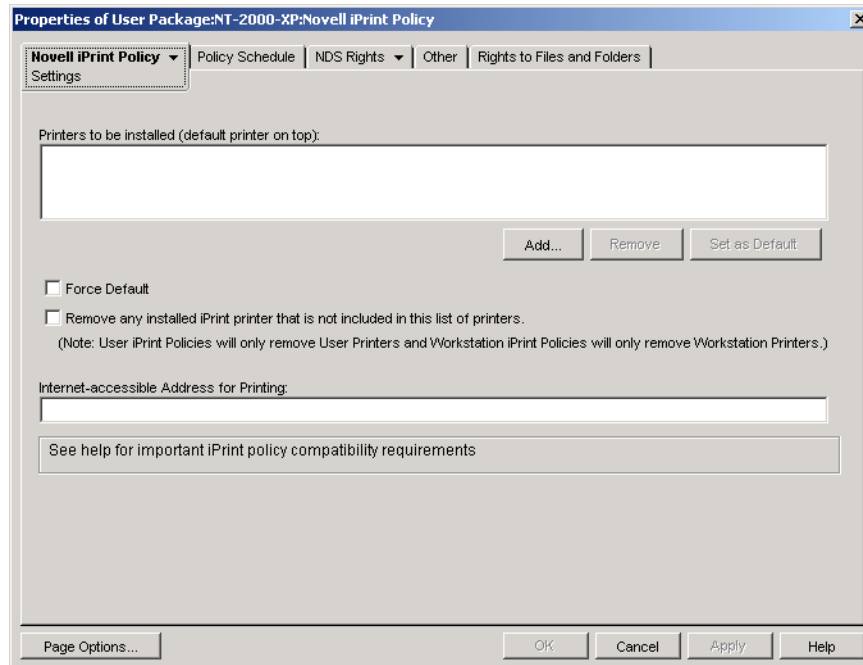 Properties of User Package:NT-2000-XP:Novell iPrint Policy
Novell iPrint Policy Policy Schedule NDS Rights Other Rights to Files and Folders
Settings
Printers to be installed (default printer on top):
Add... Remove Set as Default
Force Default
Remove any installed iPrint printer that is not included in this list of printers.
(Note: User iPrint Policies will only remove User Printers and Workstation iPrint Policies will only remove Workstation Printers.)
Internet-accessible Address for Printing:
See help for important iPrint policy compatibility requirements
Page Options... OK Cancel Apply Help